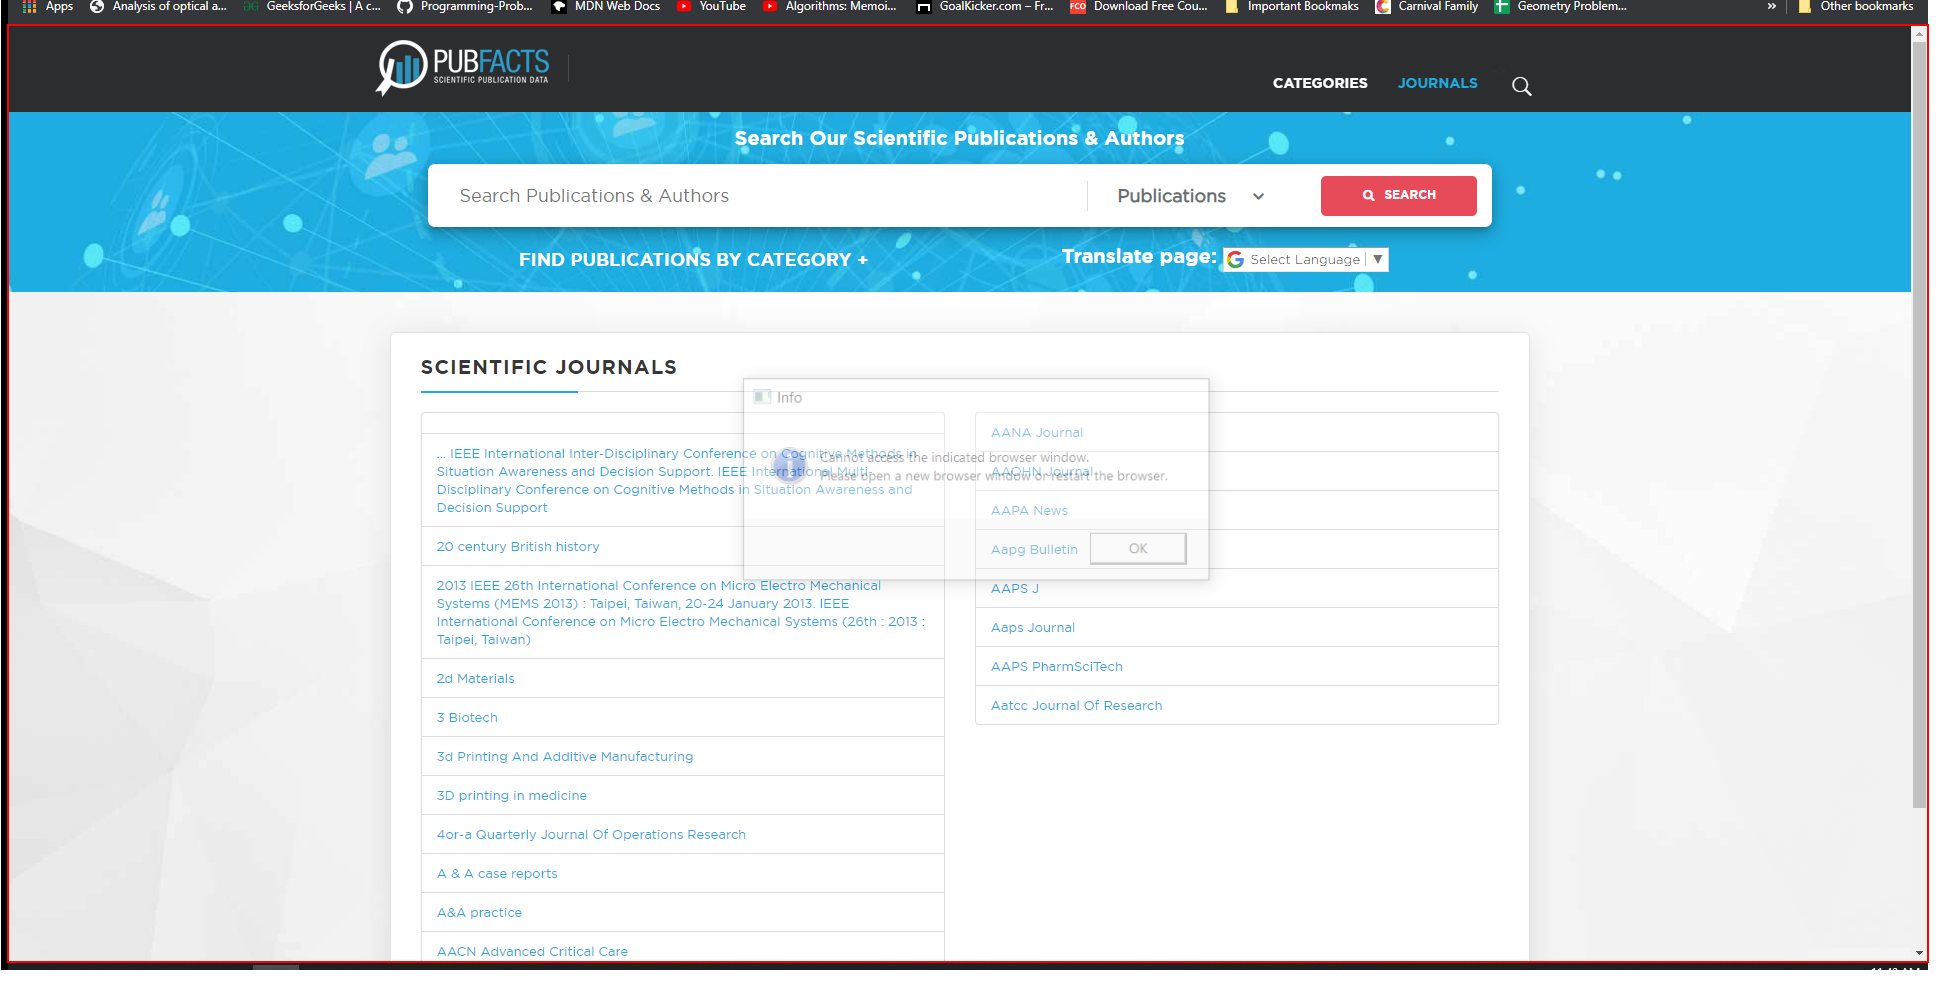 Apps
Analysis of optical a...
GeeksforGeeks | A c...
Programming-Prob...
MDN Web Docs
YouTube
Algorithms: Memoi...
GoalKicker.com – Fr...
FCO
Download Free Cou...
Important Bookmaks
Carnival Family
Geometry Problem...
»
Other bookmarks
PUBFACTS
SCIENTIFIC PUBLICATION DATA
CATEGORIES
JOURNALS
Search Our Scientific Publications & Authors
Search Publications & Authors
Publications
SEARCH
FIND PUBLICATIONS BY CATEGORY +
Translate page:
Select Language
SCIENTIFIC JOURNALS
... IEEE International Inter-Disciplinary Conference on Cognitive Methods in
Situation Awareness and Decision Support. IEEE International Multi-
Disciplinary Conference on Cognitive Methods in Situation Awareness and
Decision Support
20 century British history
2013 IEEE 26th International Conference on Micro Electro Mechanical
Systems (MEMS 2013) : Taipei, Taiwan, 20-24 January 2013. IEEE
International Conference on Micro Electro Mechanical Systems (26th : 2013 :
Taipei, Taiwan)
2d Materials
3 Biotech
3d Printing And Additive Manufacturing
3D printing in medicine
4or-a Quarterly Journal Of Operations Research
A & A case reports
A&A practice
AACN Advanced Critical Care
AANA Journal
AAOHN Journal
AAPA News
Aapg Bulletin
AAPS J
Aaps Journal
AAPS PharmSciTech
Aatcc Journal Of Research
Info
Cannot access the indicated browser window.
Please open a new browser window or restart the browser.
OK